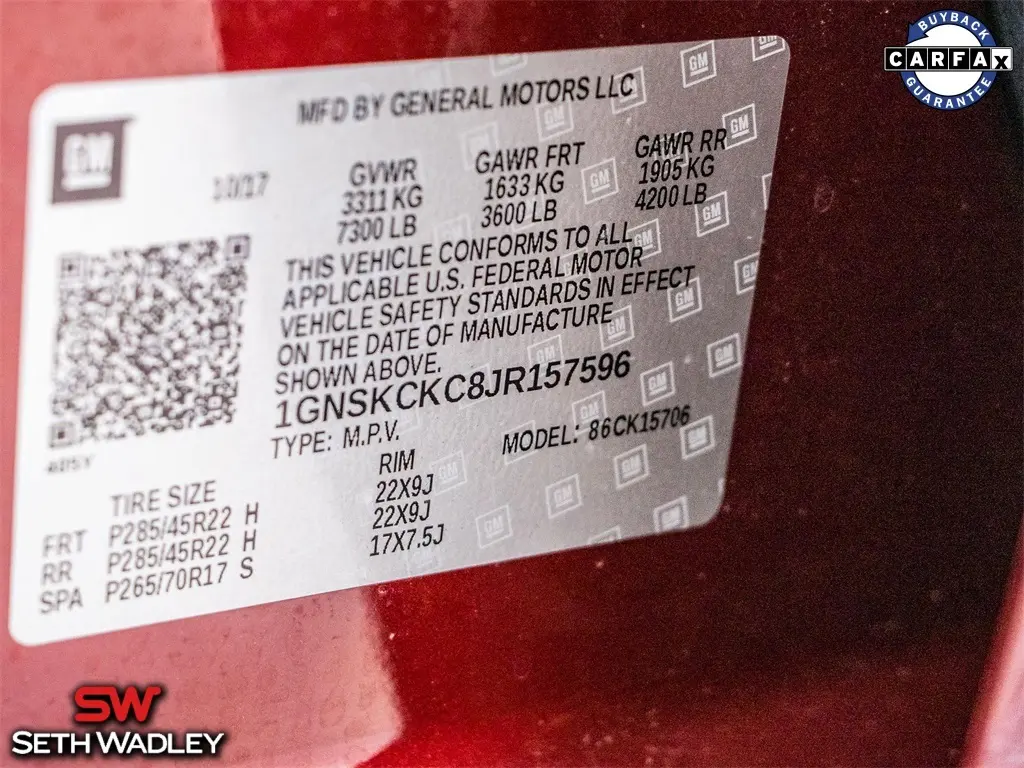 BUYBACK
CARFAX
GUARANTEE
GM
MFD BY GENERAL MOTORS LLC
10/17
GVWR GAWR FRT GAWR RR
3311 KG 1633 KG 1905 KG
7300 LB 3600 LB 4200 LB
THIS VEHICLE CONFORMS TO ALL
APPLICABLE U.S. FEDERAL MOTOR
VEHICLE SAFETY STANDARDS IN EFFECT
ON THE DATE OF MANUFACTURE
SHOWN ABOVE.
1GNSKCKC8JR157596
TYPE: M.P.V. MODEL: 86CK15706
TIRE SIZE RIM
FRT P285/45R22 H 22X9J
RR P285/45R22 H 22X9J
SPA P265/70R17 S 17X7.5J
SW
SETH WADLEY